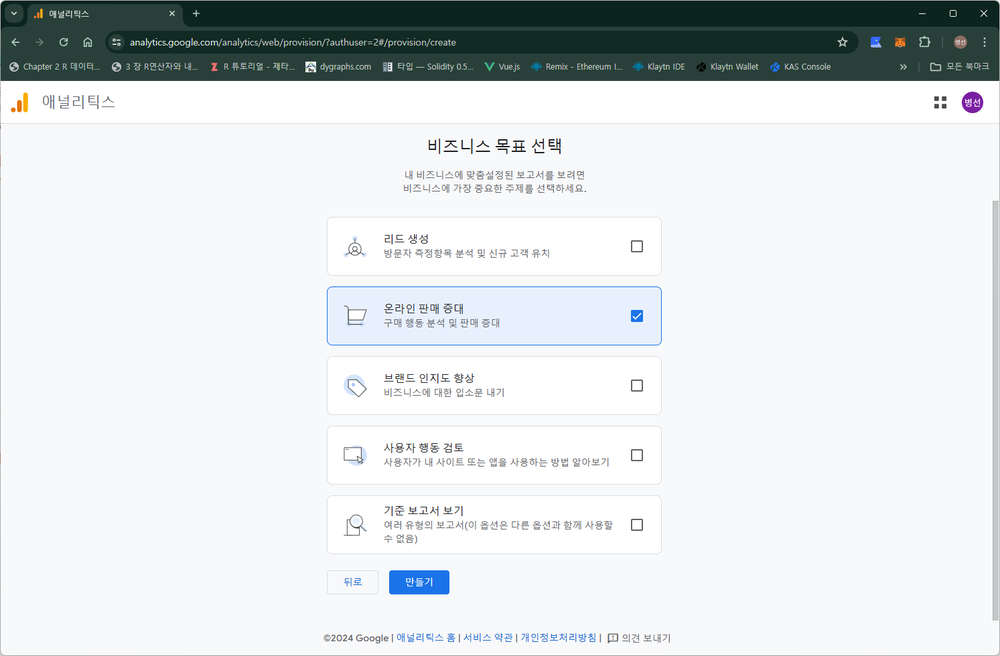 애널리틱스
analytics.google.com/analytics/web/provision/?authuser=2#/provision/create
병선
Chapter 2 R 데이터...
3 장 R연산자와 내...
R 튜토리얼 - 제타...
dygraphs.com
타입 — Solidity 0.5...
Vue.js
Remix - Ethereum I...
Klaytn IDE
Klaytn Wallet
KAS Console
모든 북마크
애널리틱스
병선
비즈니스 목표 선택
내 비즈니스에 맞춤설정된 보고서를 보려면
비즈니스에 가장 중요한 주제를 선택하세요.
리드 생성
방문자 측정항목 분석 및 신규 고객 유치
온라인 판매 증대
구매 행동 분석 및 판매 증대
브랜드 인지도 향상
비즈니스에 대한 입소문 내기
사용자 행동 검토
사용자가 내 사이트 또는 앱을 사용하는 방법 알아보기
기준 보고서 보기
여러 유형의 보고서(이 옵션은 다른 옵션과 함께 사용할
수 없음)
뒤로
만들기
©2024 Google | 애널리틱스 홈 | 서비스 약관 | 개인정보처리방침 | 의견 보내기